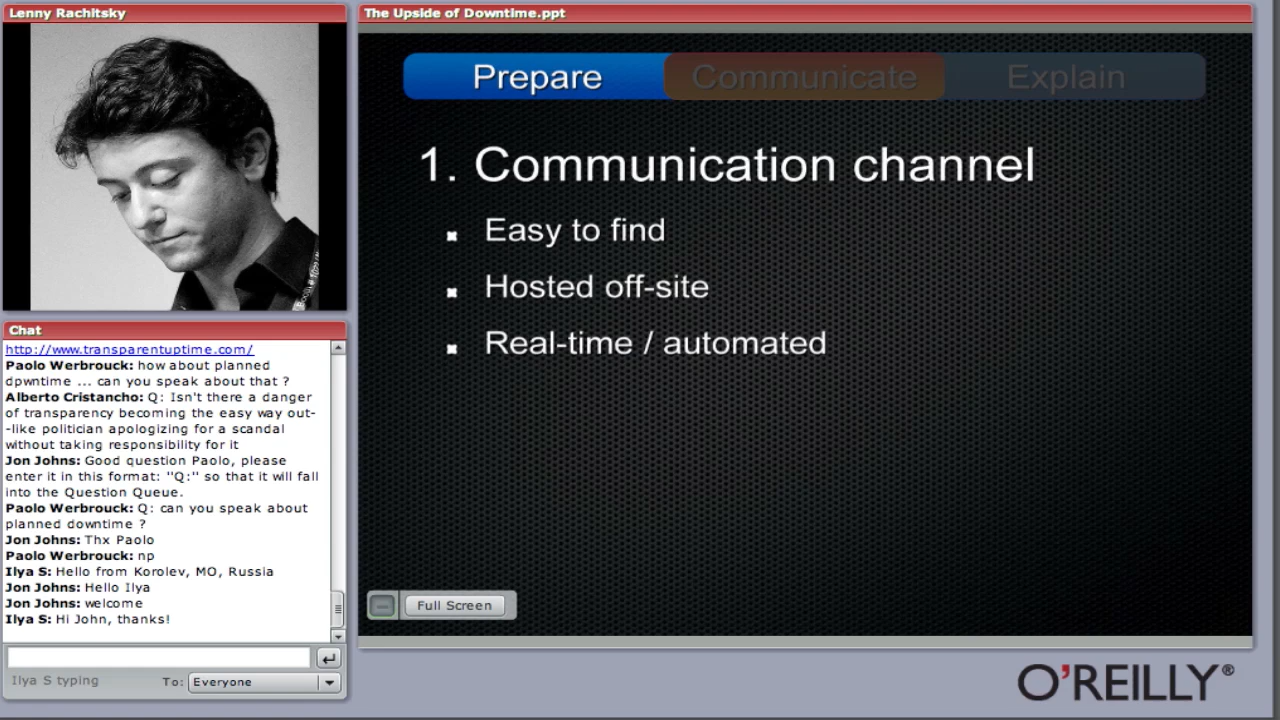 Lenny Rachitsky
The Upside of Downtime.ppt
Prepare
Communicate
Explain
1. Communication channel
Easy to find
Hosted off-site
Real-time / automated
Full Screen
Chat
http://www.transparentuptime.com/
Paolo Werbrouck: how about planned
dpwntime ... can you speak about that ?
Alberto Cristancho: Q: Isn't there a danger
of transparency becoming the easy way out-
-like politician apologizing for a scandal
without taking responsibility for it
Jon Johns: Good question Paolo, please
enter it in this format: "Q:" so that it will fall
into the Question Queue.
Paolo Werbrouck: Q: can you speak about
planned downtime ?
Jon Johns: Thx Paolo
Paolo Werbrouck: np
Ilya S: Hello from Korolev, MO, Russia
Jon Johns: Hello Ilya
Jon Johns: welcome
Ilya S: Hi John, thanks!
Ilya S typing
To: Everyone
O'REILLY®